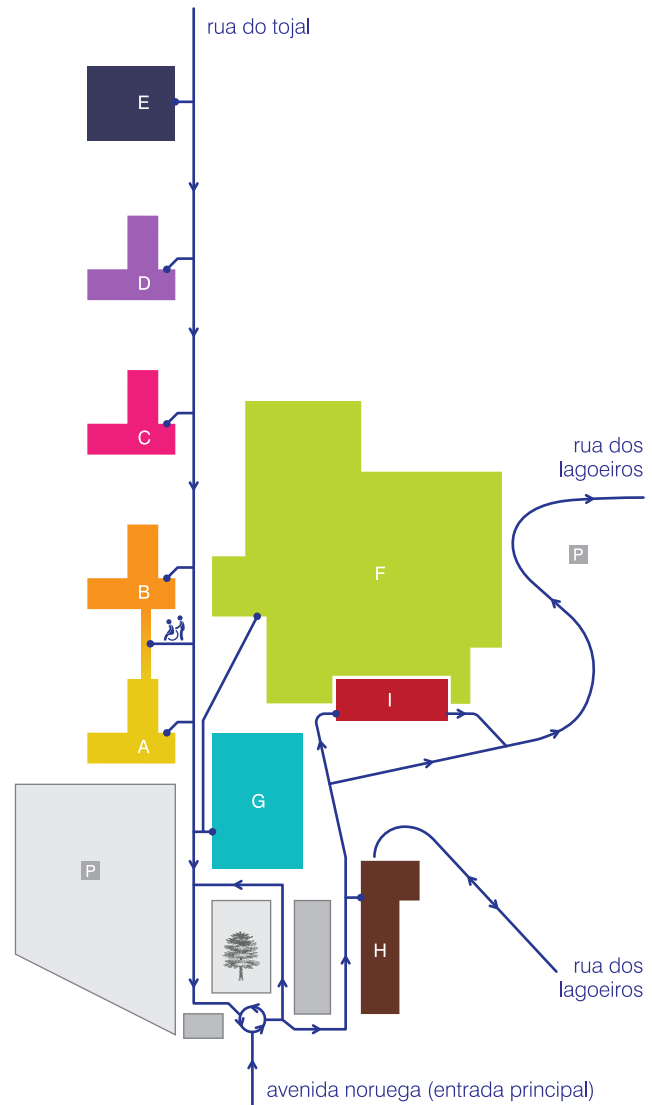 rua do tojal
E
D
C
rua dos
lagoeiros
P
F
B
I
A
G
P
H
rua dos
lagoeiros
avenida noruega (entrada principal)